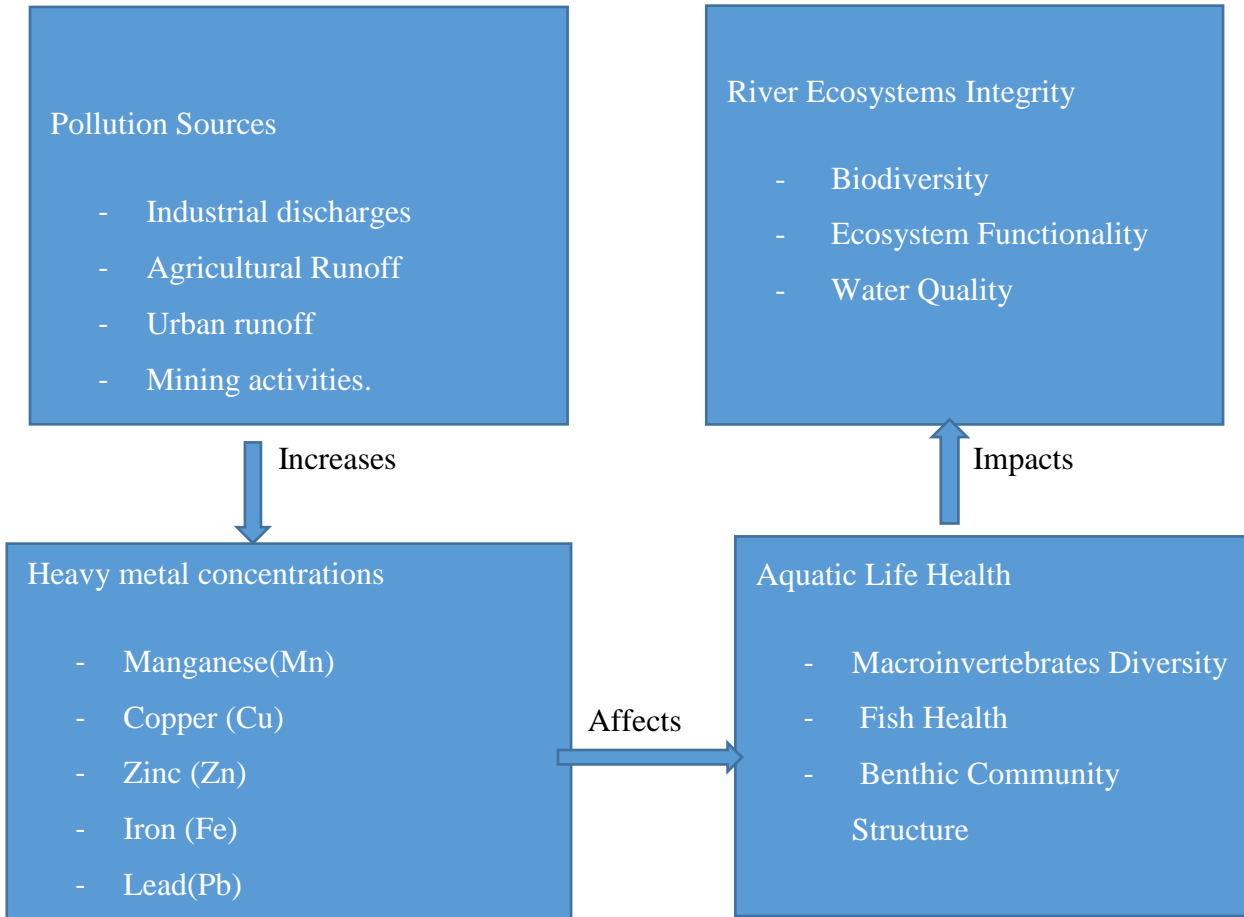 Pollution Sources
- Industrial discharges
- Agricultural Runoff
- Urban runoff
- Mining activities.
Increases
Heavy metal concentrations
- Manganese(Mn)
- Copper (Cu)
- Zinc (Zn)
- Iron (Fe)
- Lead(Pb)
Affects
Aquatic Life Health
- Macroinvertebrates Diversity
- Fish Health
- Benthic Community
Structure
Impacts
River Ecosystems Integrity
- Biodiversity
- Ecosystem Functionality
- Water Quality